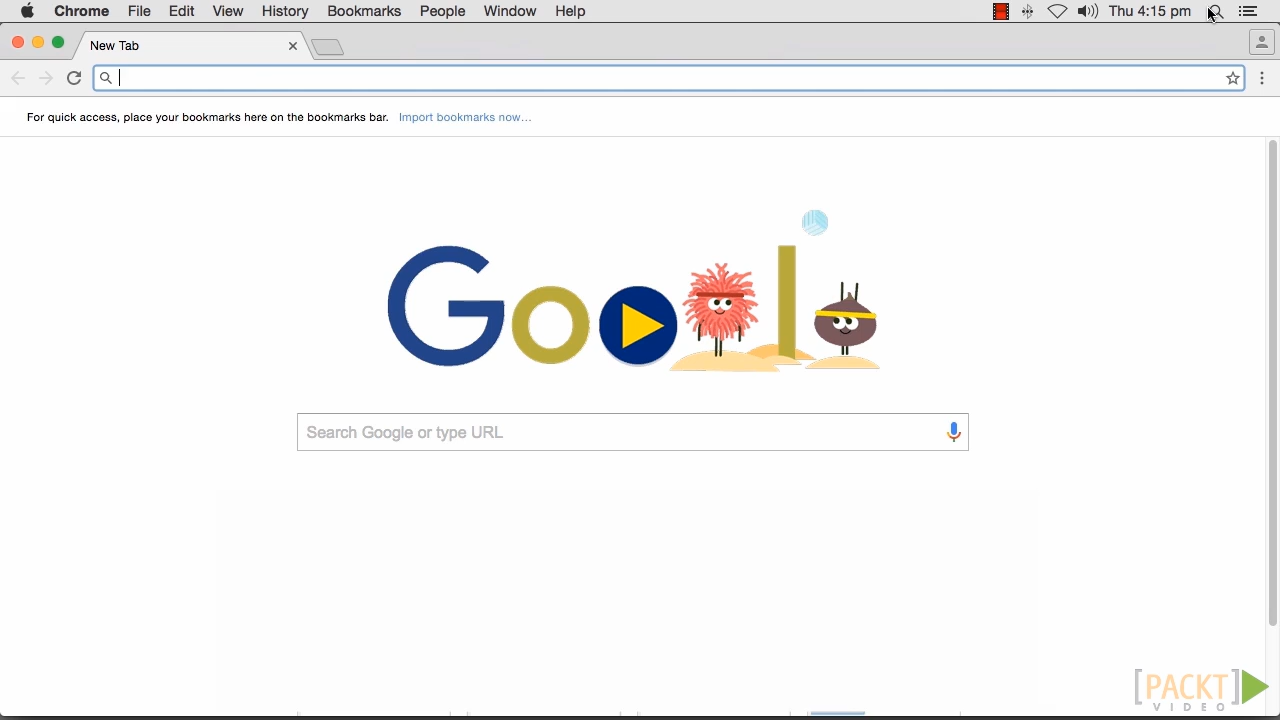 Chrome File Edit View History Bookmarks People Window Help Thu 4:15 pm
New Tab
For quick access, place your bookmarks here on the bookmarks bar. Import bookmarks now...
Goo l
Search Google or type URL
[PACKT]
VIDEO